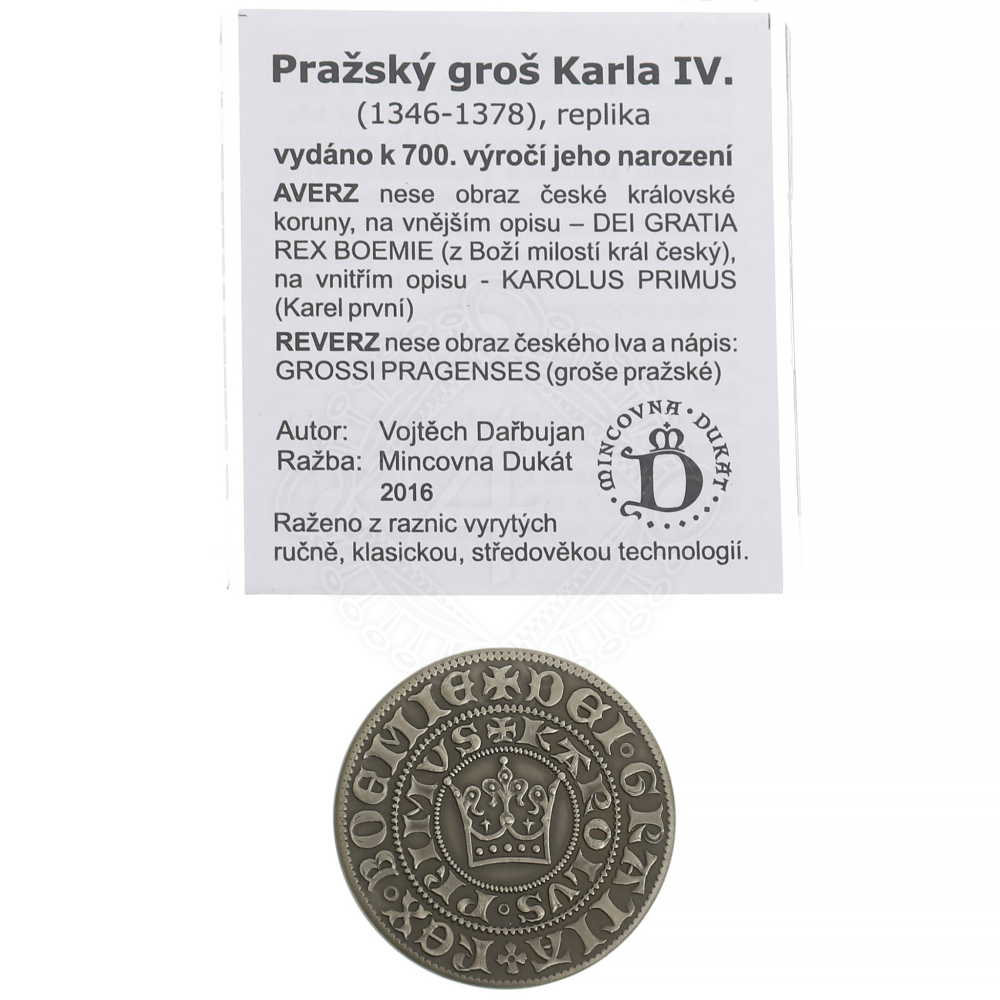 Pražský groš Karla IV.
(1346-1378), replika
vydáno k 700. výročí jeho narození
AVERZ nese obraz české královské
koruny, na vnějším opisu – DEI GRATIA
REX BOEMIE (z Boží milostí král český),
na vnitřím opisu - KAROLUS PRIMUS
(Karel první)
REVERZ nese obraz českého lva a nápis:
GROSSI PRAGENSES (groše pražské)
Autor: Vojtěch Dařbujan
Ražba: Mincovna Dukát
2016
MINCOVNA · DUKÁT
D
Raženo z raznic vyrytých
ručně, klasickou, středověkou technologií.
DEI · GRATIA REX · BOEMIE
KAROLVS · PRIMVS